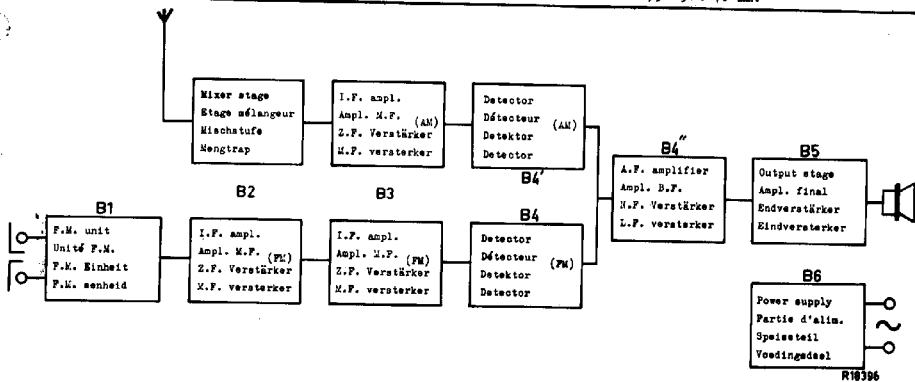 Mixer stage
Etage mélangeur
Mischstufe
Mengtrap
I.F. ampl.
Ampl. M.F. (AM)
Z.F. Verstärker
M.F. versterker
Detector
Détecteur (AM)
Detektor
Detector
B4'
B1
F.M. unit
Unité F.M.
F.M. Einheit
F.M. eenheid
B2
I.F. ampl.
Ampl. M.F. (FM)
Z.F. Verstärker
M.F. versterker
B3
I.F. ampl.
Ampl. M.F. (FM)
Z.F. Verstärker
M.F. versterker
B4
Detector
Détecteur (FM)
Detektor
Detector
B4"
A.F. amplifier
Ampl. B.F.
N.F. Verstärker
L.F. versterker
B5
Output stage
Ampl. final
Endverstärker
Eindversterker
B6
Power supply
Partie d'alim.
Speiseteil
Voedingsdeel
~
R18396